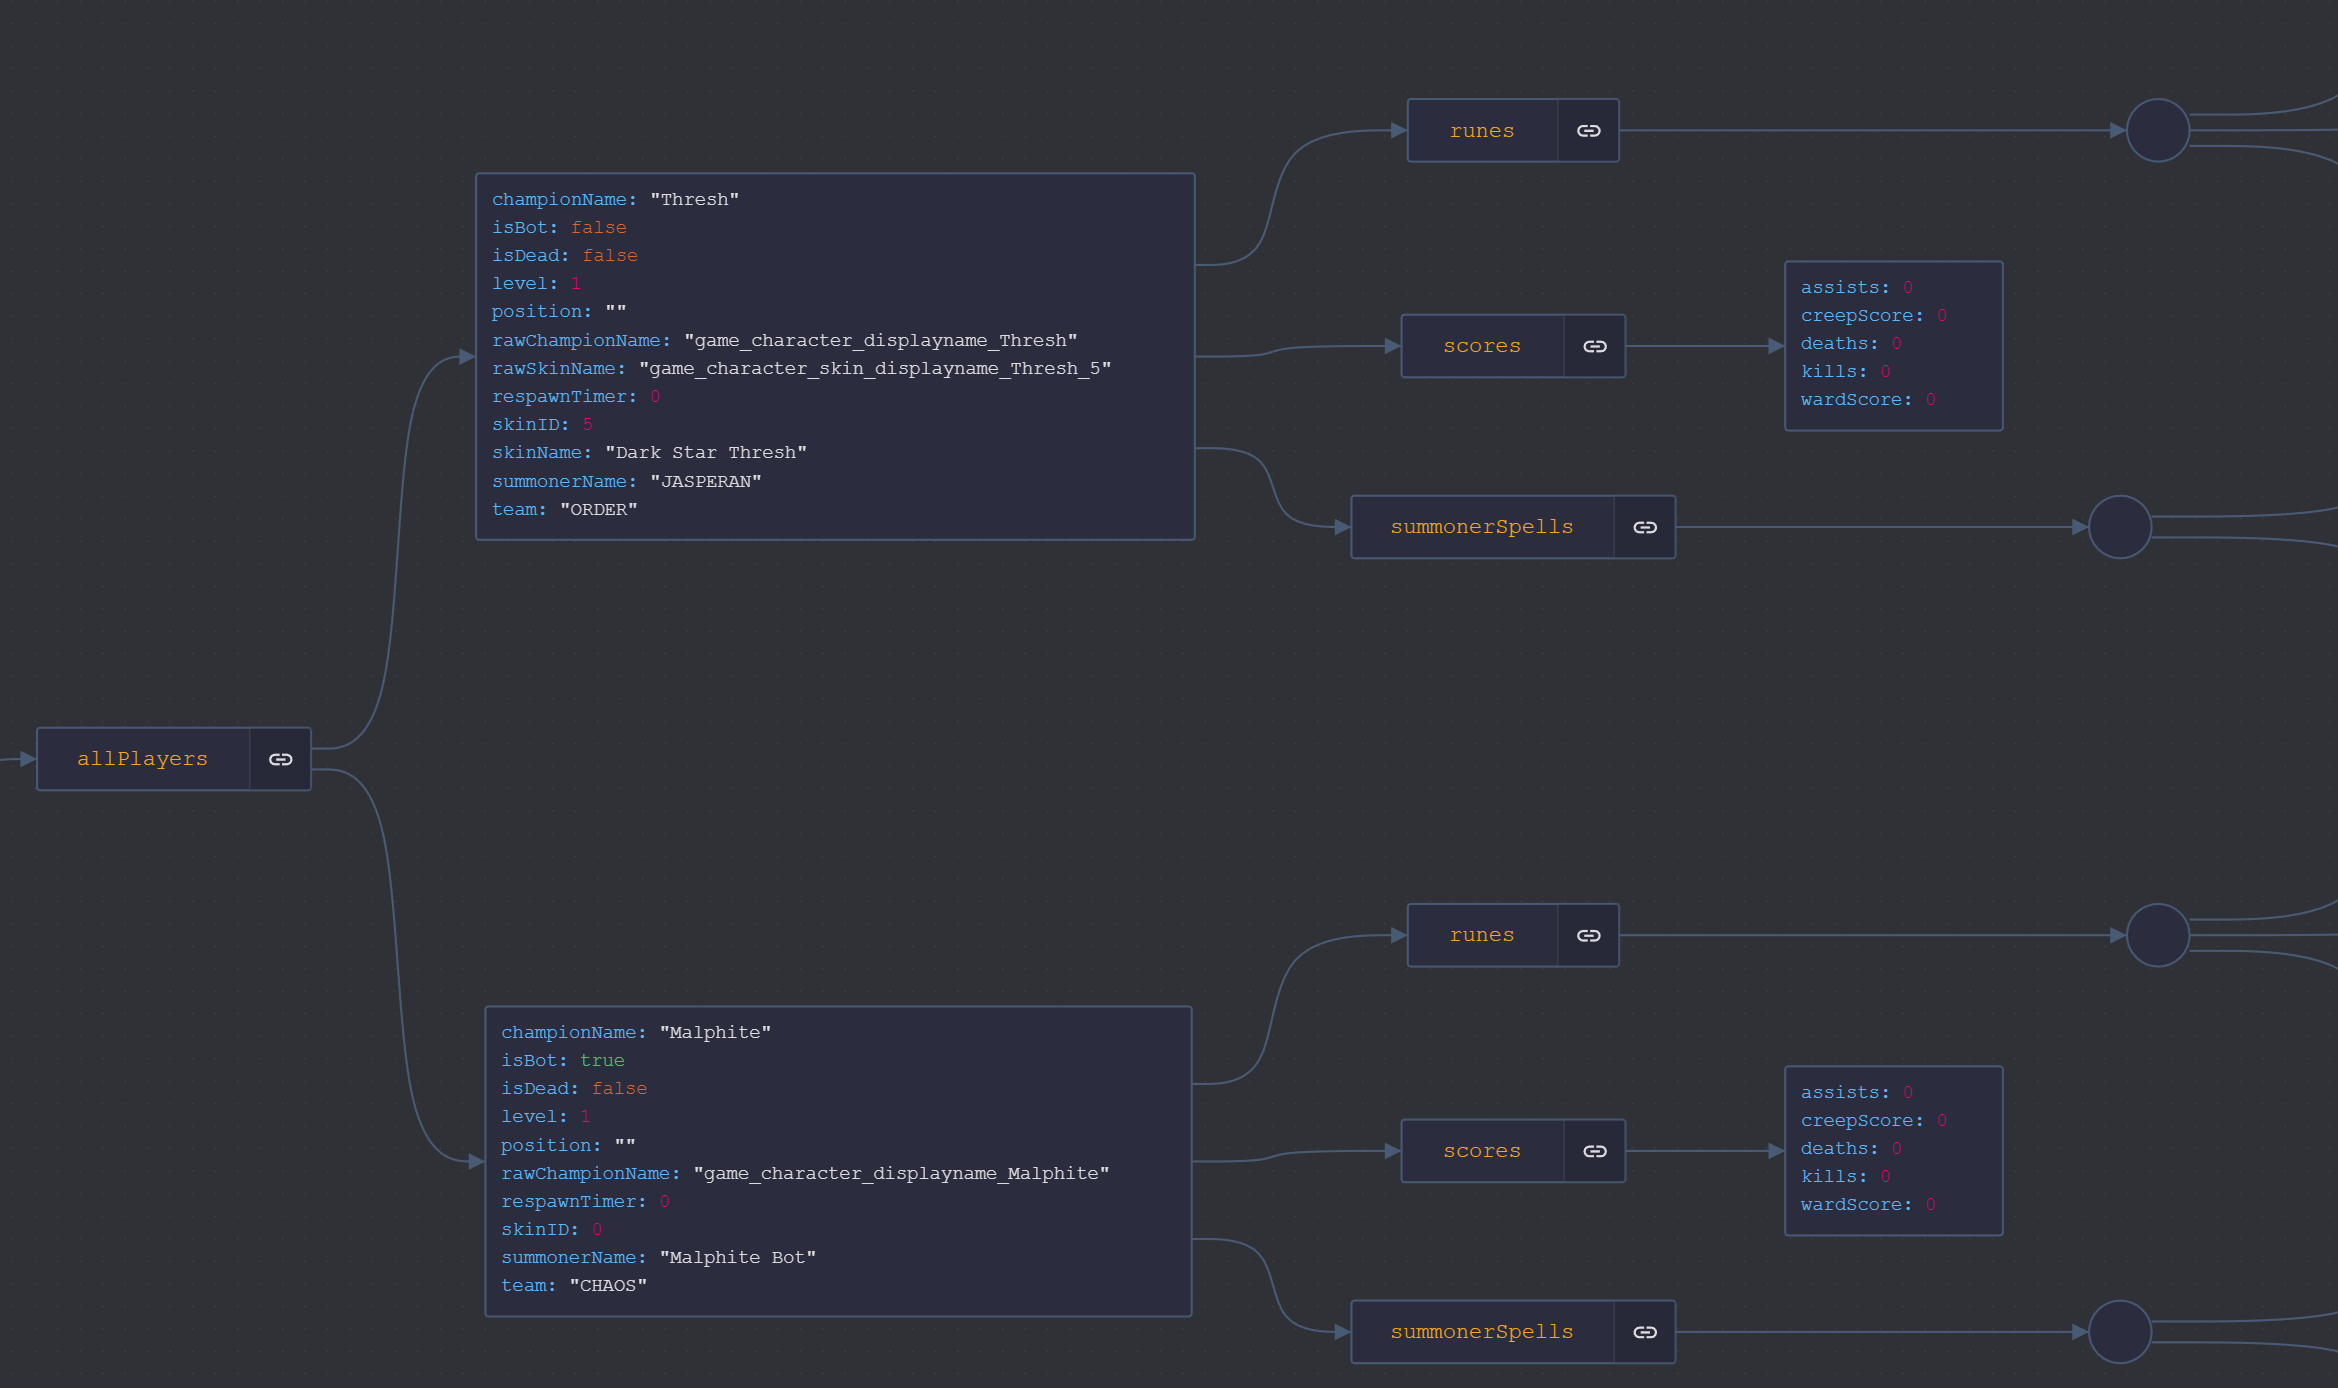 runes
championName: "Thresh"
isBot: false
isDead: false
level: 1
position: ""
rawChampionName: "game_character_displayname_Thresh"
rawSkinName: "game_character_skin_displayname_Thresh_5"
respawnTimer: 0
skinID: 5
skinName: "Dark Star Thresh"
summonerName: "JASPERAN"
team: "ORDER"
scores
assists: 0
creepScore: 0
deaths: 0
kills: 0
wardScore: 0
summonerSpells
allPlayers
runes
championName: "Malphite"
isBot: true
isDead: false
level: 1
position: ""
rawChampionName: "game_character_displayname_Malphite"
respawnTimer: 0
skinID: 0
summonerName: "Malphite Bot"
team: "CHAOS"
scores
assists: 0
creepScore: 0
deaths: 0
kills: 0
wardScore: 0
summonerSpells